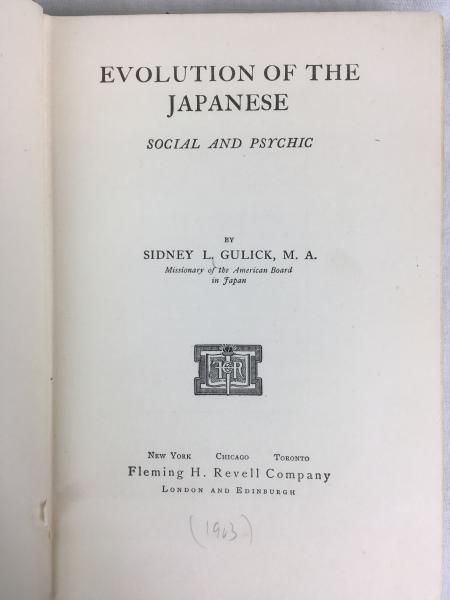 EVOLUTION OF THE
JAPANESE
SOCIAL AND PSYCHIC
BY
SIDNEY L. GULICK, M. A.
Missionary of the American Board
in Japan
F H R
NEW YORK CHICAGO TORONTO
Fleming H. Revell Company
LONDON AND EDINBURGH
(1903)